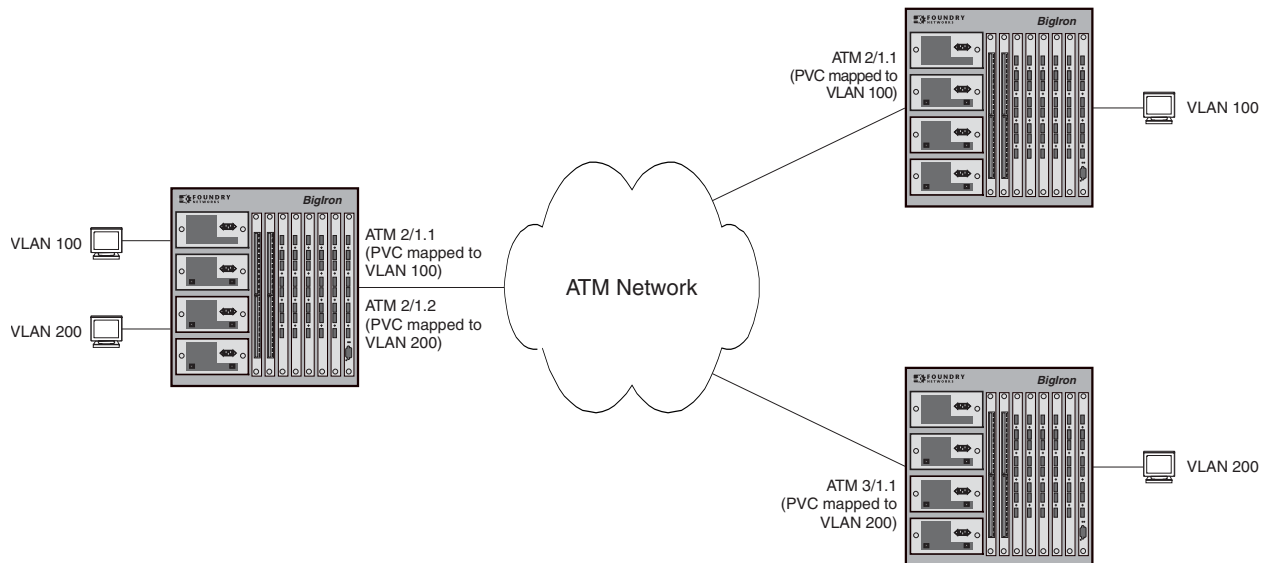 FOUNDRY
NETWORKS
BigIron
VLAN 100
VLAN 200
ATM 2/1.1
(PVC mapped to
VLAN 100)
ATM 2/1.2
(PVC mapped to
VLAN 200)
ATM Network
ATM 2/1.1
(PVC mapped to
VLAN 100)
FOUNDRY
NETWORKS
BigIron
VLAN 100
ATM 3/1.1
(PVC mapped to
VLAN 200)
FOUNDRY
NETWORKS
BigIron
VLAN 200